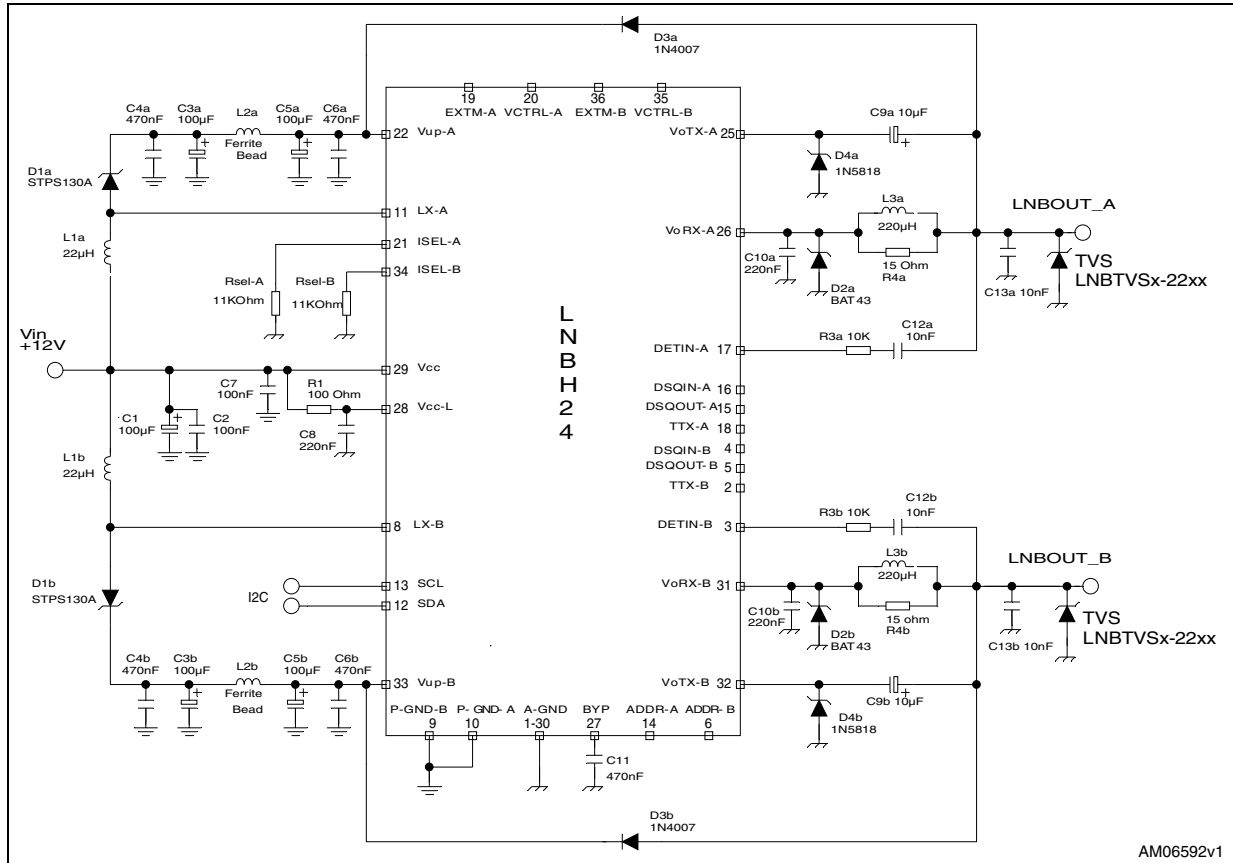 D3a
1N4007
C4a
470nF
C3a
100µF
L2a
Ferrite
Bead
C5a
100µF
C6a
470nF
19
EXTM-A
20
VCTRL-A
36
EXTM-B
35
VCTRL-B
22
Vup-A
VoTX-A
25
C9a 10µF
+
+
+
D4a
1N5818
D1a
STPS130A
11
LX-A
L1a
22µH
21
ISEL-A
34
ISEL-B
Rsel-A
11KOhm
Rsel-B
11KOhm
VoRX-A
26
L3a
220µH
15 Ohm
R4a
C10a
220nF
D2a
BAT 43
LNBOUT_A
TVS
LNBTVSx-22xx
C13a 10nF
C12a
10nF
R3a 10K
DETIN-A
17
L
N
B
H
2
4
Vin
+12V
29
Vcc
C7
100nF
R1
100 Ohm
28
Vcc-L
C1
100µF
+
C2
100nF
C8
220nF
DSQIN-A
16
DSQOUT-A
15
TTX-A
18
DSQIN-B
4
DSQOUT-B
5
TTX-B
2
L1b
22µH
8
LX-B
DETIN-B
3
R3b 10K
C12b
10nF
D1b
STPS130A
I2C
13
SCL
12
SDA
VoRX-B
31
L3b
220µH
15 ohm
R4b
C10b
220nF
D2b
BAT 43
LNBOUT_B
TVS
LNBTVSx-22xx
C13b 10nF
C4b
470nF
C3b
100µF
L2b
Ferrite
Bead
C5b
100µF
C6b
470nF
+
+
33
Vup-B
VoTX-B
32
+
C9b 10µF
D4b
1N5818
P-GND-B
9
P- GND- A
10
A-GND
1-30
BYP
27
ADDR-A
14
ADDR- B
6
C11
470nF
D3b
1N4007
AM06592v1